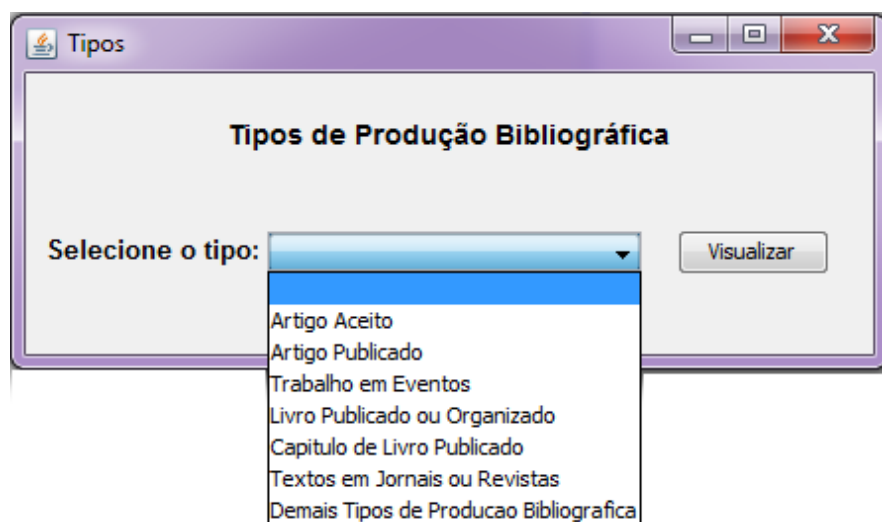 Tipos
Tipos de Produção Bibliográfica
Selecione o tipo:
Visualizar
Artigo Aceito
Artigo Publicado
Trabalho em Eventos
Livro Publicado ou Organizado
Capitulo de Livro Publicado
Textos em Jornais ou Revistas
Demais Tipos de Producao Bibliografica